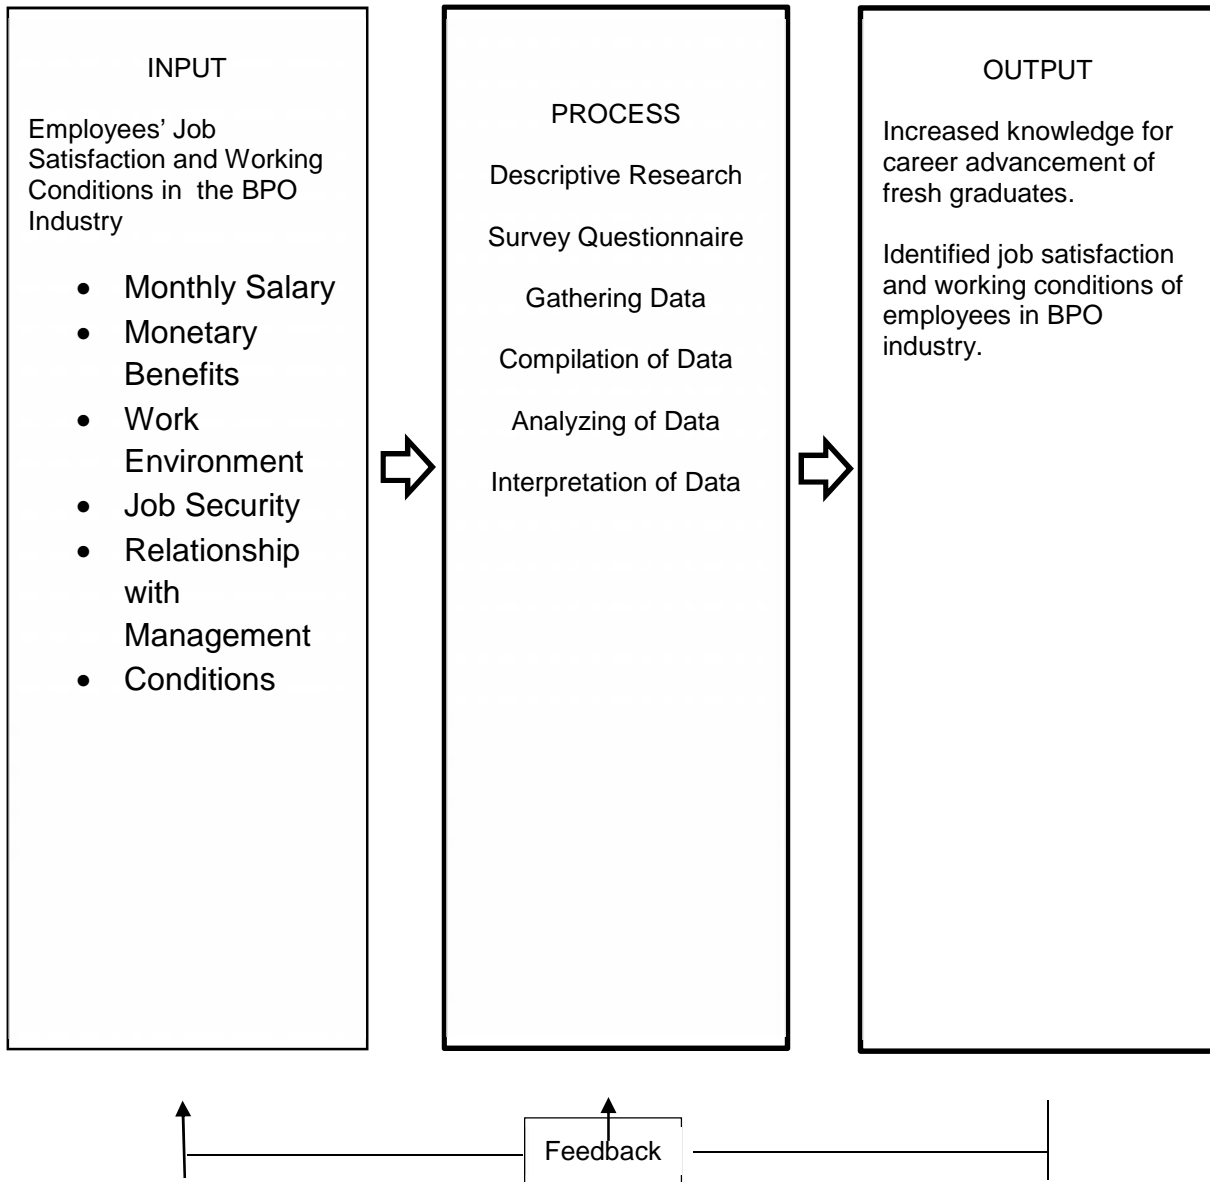 INPUT
Employees’ Job
Satisfaction and Working
Conditions in the BPO
Industry
• Monthly Salary
• Monetary
Benefits
• Work
Environment
• Job Security
• Relationship
with
Management
• Conditions
PROCESS
Descriptive Research
Survey Questionnaire
Gathering Data
Compilation of Data
Analyzing of Data
Interpretation of Data
OUTPUT
Increased knowledge for
career advancement of
fresh graduates.
Identified job satisfaction
and working conditions of
employees in BPO
industry.
Feedback